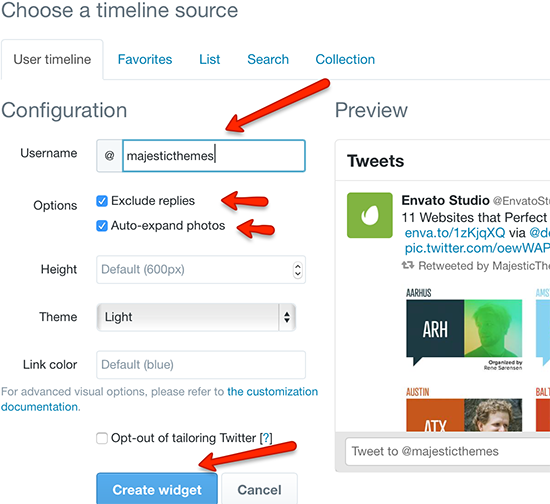 Choose a timeline source
User timeline
Favorites
List
Search
Collection
Configuration
Username
@
majesticthemes
Options
Exclude replies
Auto-expand photos
Height
Default (600px)
Theme
Light
Link color
Default (blue)
For advanced visual options, please refer to the customization
documentation.
Opt-out of tailoring Twitter [?]
Create widget
Cancel
Preview
Tweets
Envato Studio @EnvatoStu
11 Websites that Perfect
enva.to/1zKjqXQ via @de
pic.twitter.com/oewWAP
Retweeted by MajesticTheme
AARHUS
AMS
ARH
Organized by
Rene Sørensen
AUSTIN
BALT
ATX
Tweet to @majesticthemes